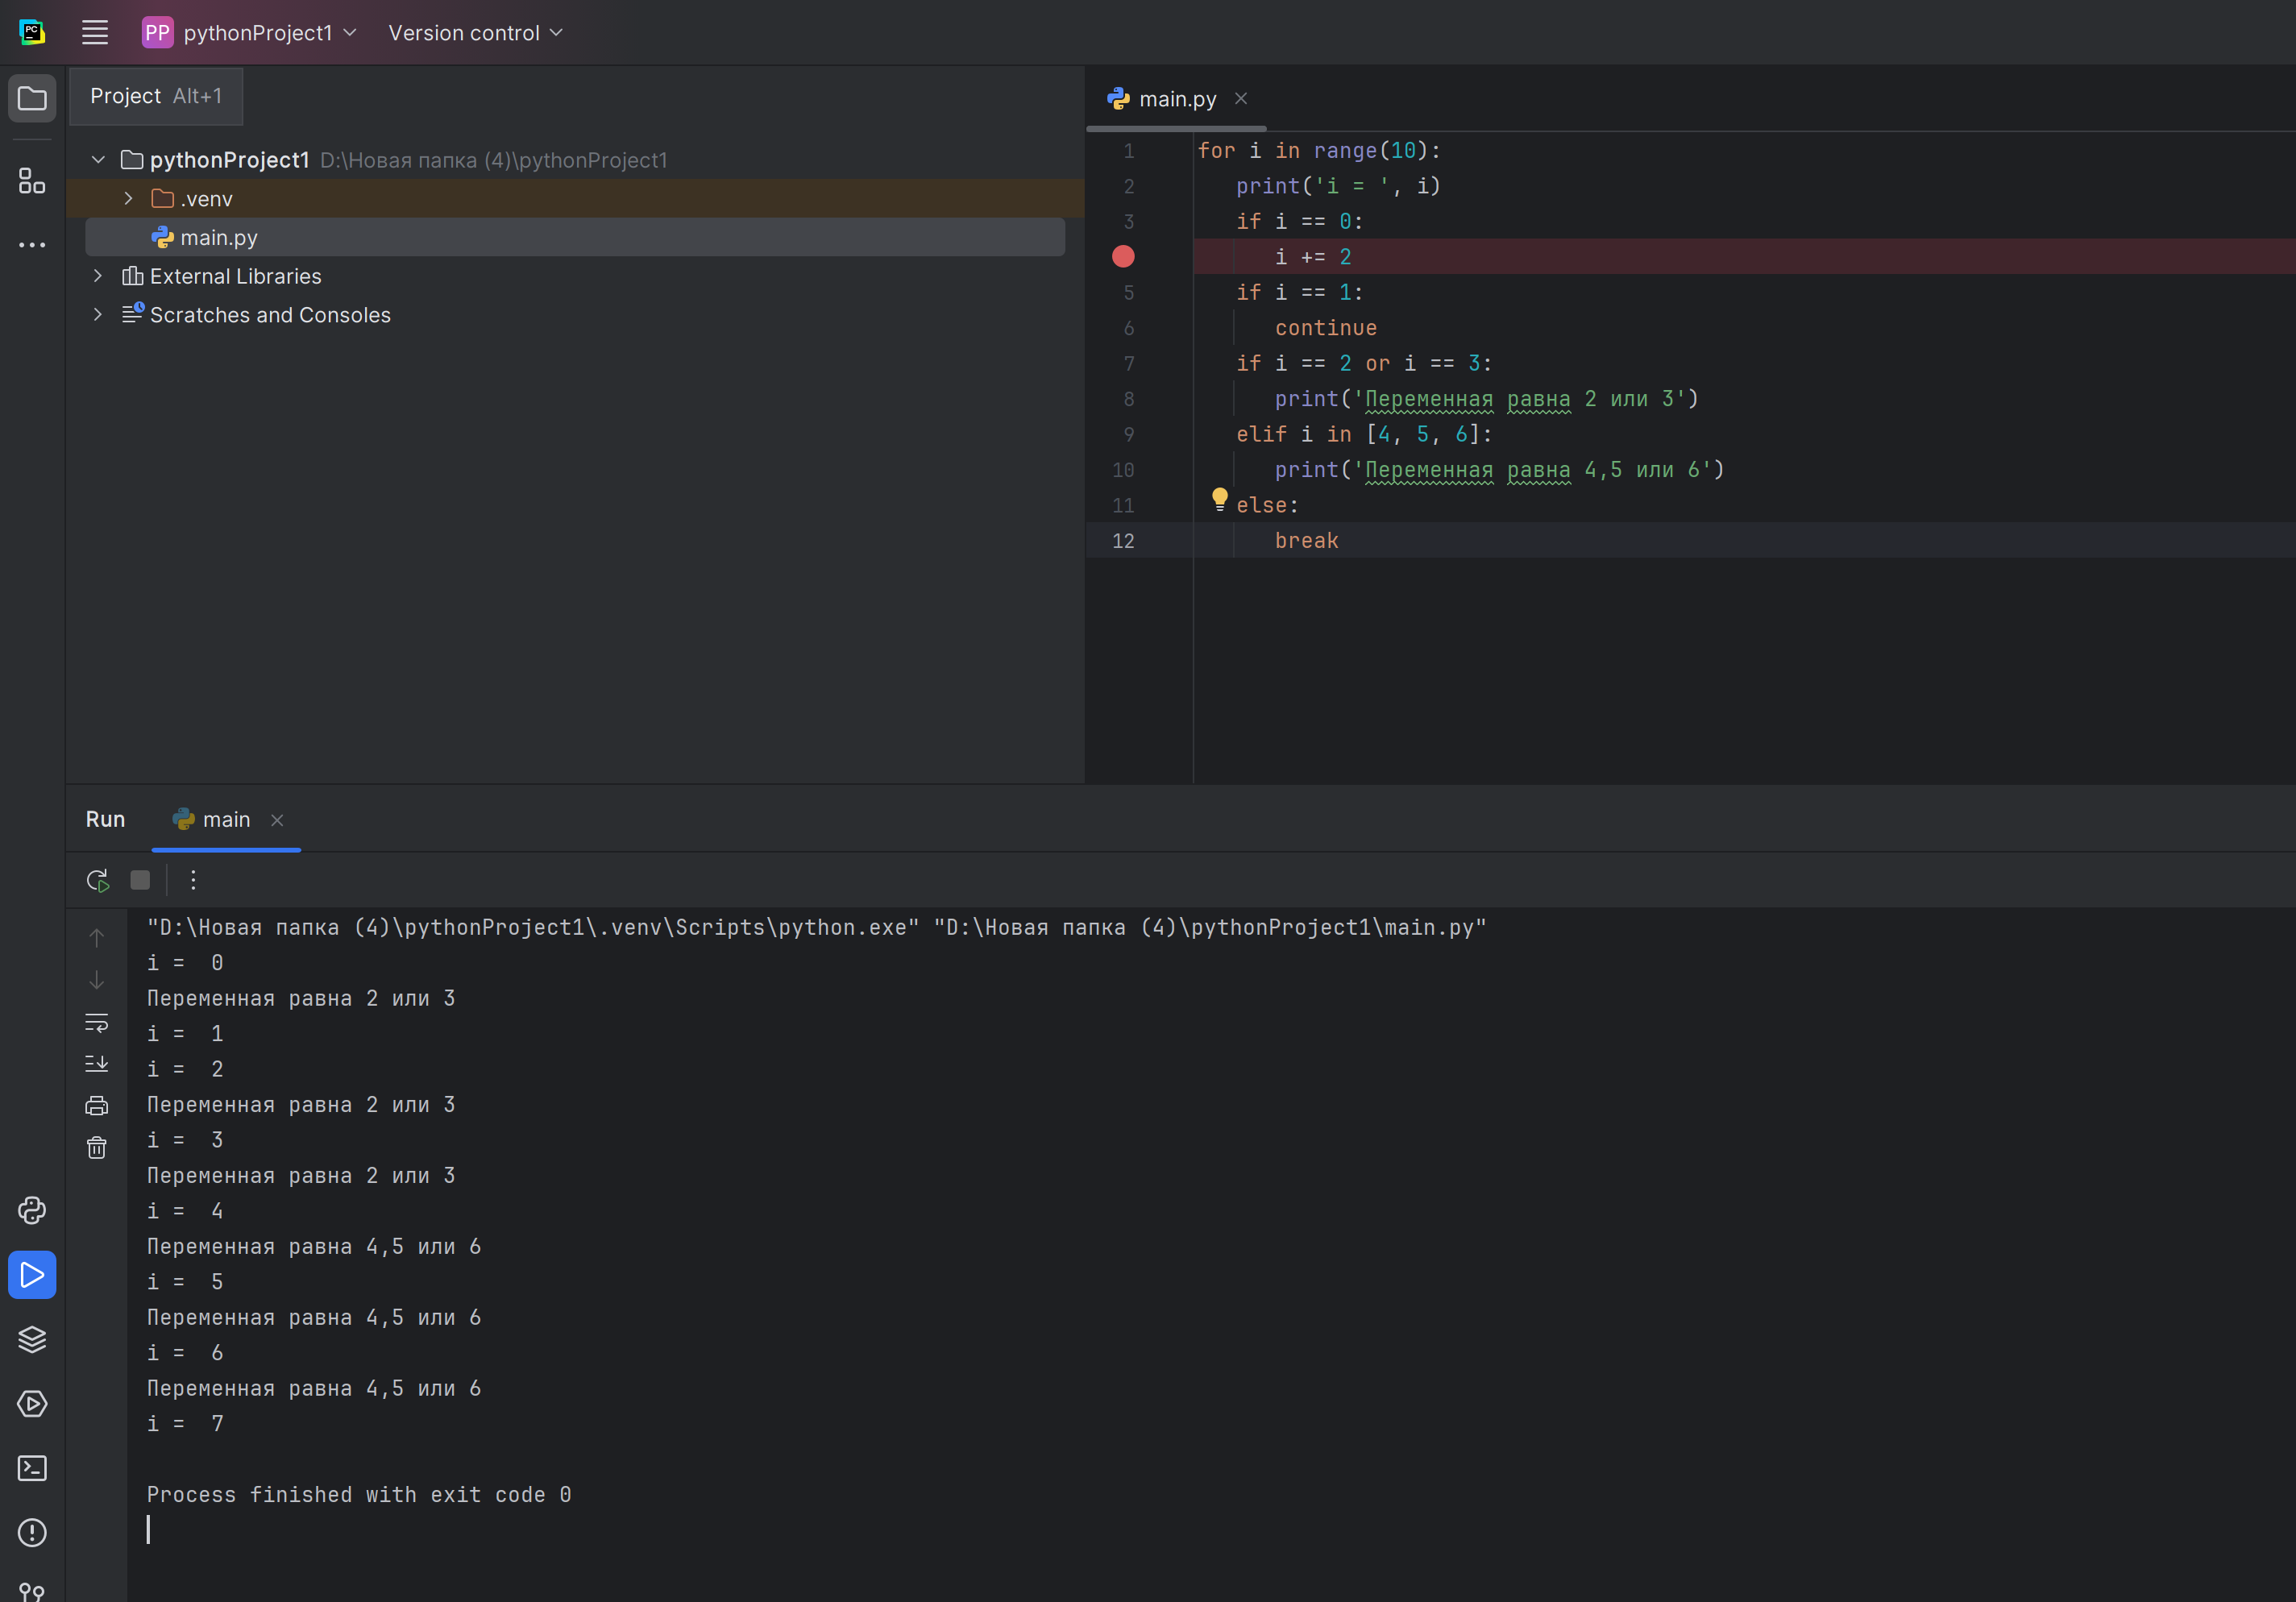 PC
PP pythonProject1 Version control
Project Alt+1
pythonProject1 D:\Новая папка (4)\pythonProject1
.venv
main.py
External Libraries
Scratches and Consoles
main.py
1 for i in range(10):
2 print('i = ', i)
3 if i == 0:
i += 2
5 if i == 1:
6 continue
7 if i == 2 or i == 3:
8 print('Переменная равна 2 или 3')
9 elif i in [4, 5, 6]:
10 print('Переменная равна 4,5 или 6')
11 else:
12 break
Run main
"D:\Новая папка (4)\pythonProject1\.venv\Scripts\python.exe" "D:\Новая папка (4)\pythonProject1\main.py"
i =  0
Переменная равна 2 или 3
i =  1
i =  2
Переменная равна 2 или 3
i =  3
Переменная равна 2 или 3
i =  4
Переменная равна 4,5 или 6
i =  5
Переменная равна 4,5 или 6
i =  6
Переменная равна 4,5 или 6
i =  7
Process finished with exit code 0